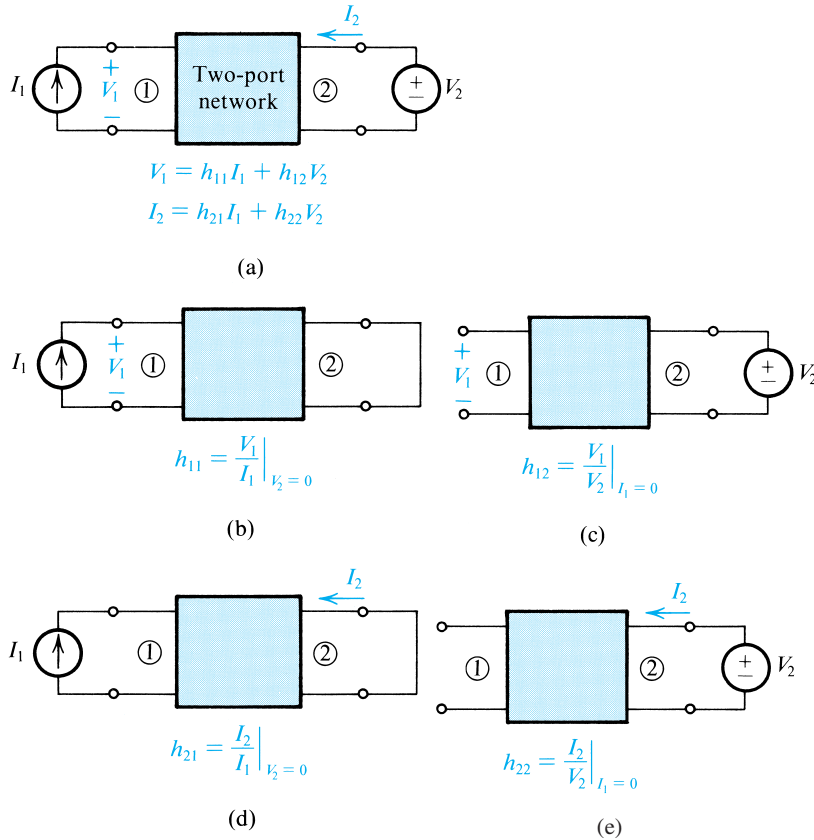 I₂
I₁ + V₁ − ① Two-port network ② + − V₂
V₁ = h₁₁I₁ + h₁₂V₂
I₂ = h₂₁I₁ + h₂₂V₂
(a)
I₁ + V₁ − ① ②
h₁₁ = V₁/I₁ |V₂ = 0
(b)
+ V₁ − ① ② + − V₂
h₁₂ = V₁/V₂ |I₁ = 0
(c)
I₂
I₁ ① ②
h₂₁ = I₂/I₁ |V₂ = 0
(d)
I₂
① ② + − V₂
h₂₂ = I₂/V₂ |I₁ = 0
(e)